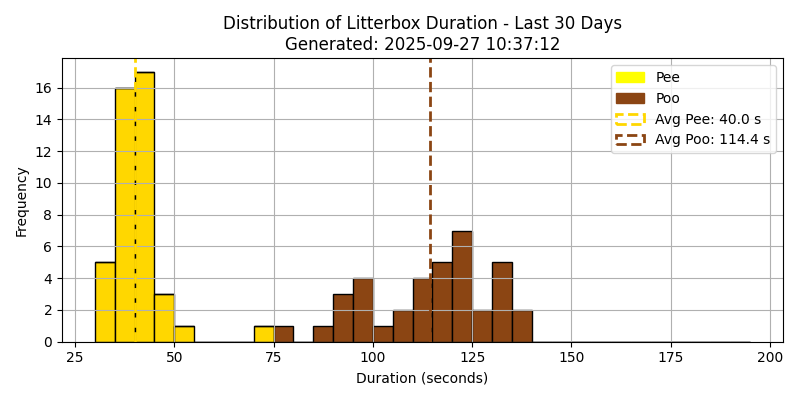 Distribution of Litterbox Duration - Last 30 Days
Generated: 2025-09-27 10:37:12
Pee
Poo
Avg Pee: 40.0 s
Avg Poo: 114.4 s
Frequency
16
14
12
10
8
6
4
2
0
25 50 75 100 125 150 175 200
Duration (seconds)